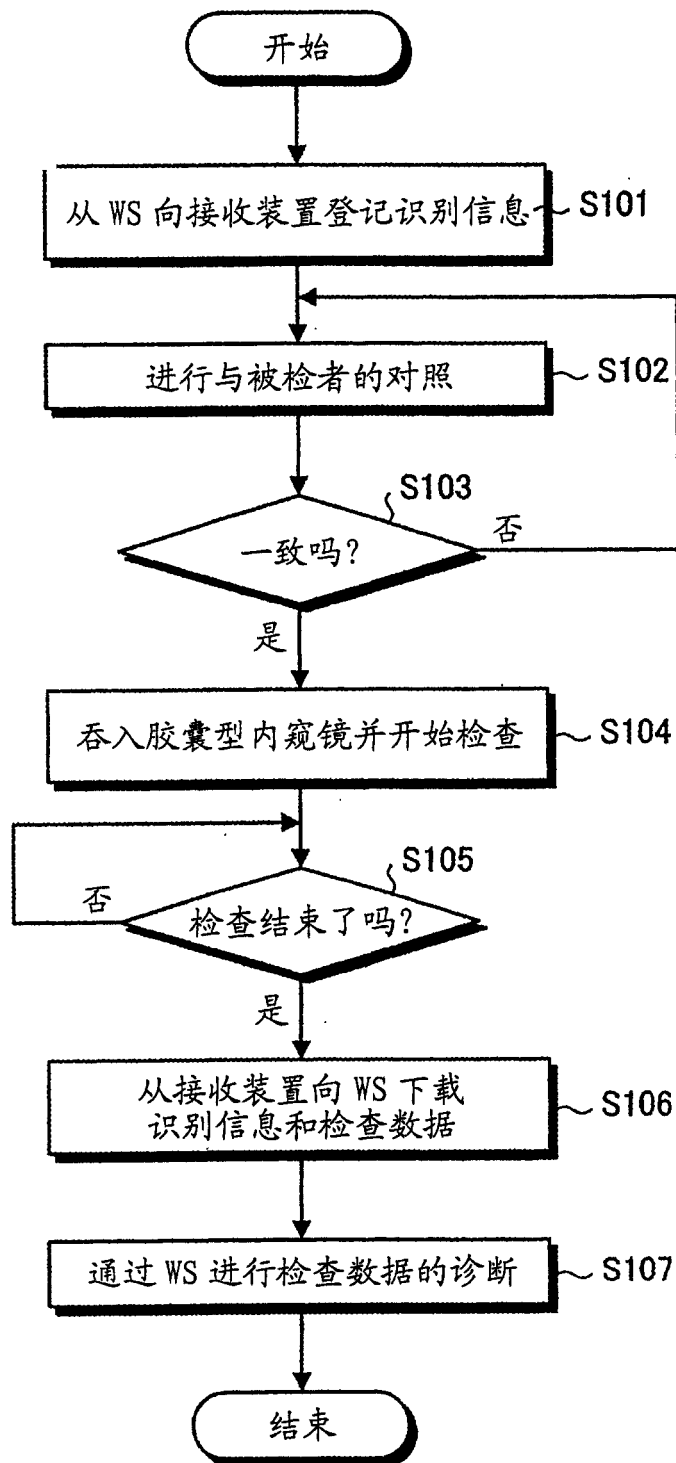 开始
从 WS 向接收装置登记识别信息
S101
进行与被检者的对照
S102
S103
一致吗?
否
是
吞入胶囊型内窥镜并开始检查
S104
S105
检查结束了吗?
否
是
从接收装置向 WS 下载
识别信息和检查数据
S106
通过 WS 进行检查数据的诊断
S107
结束